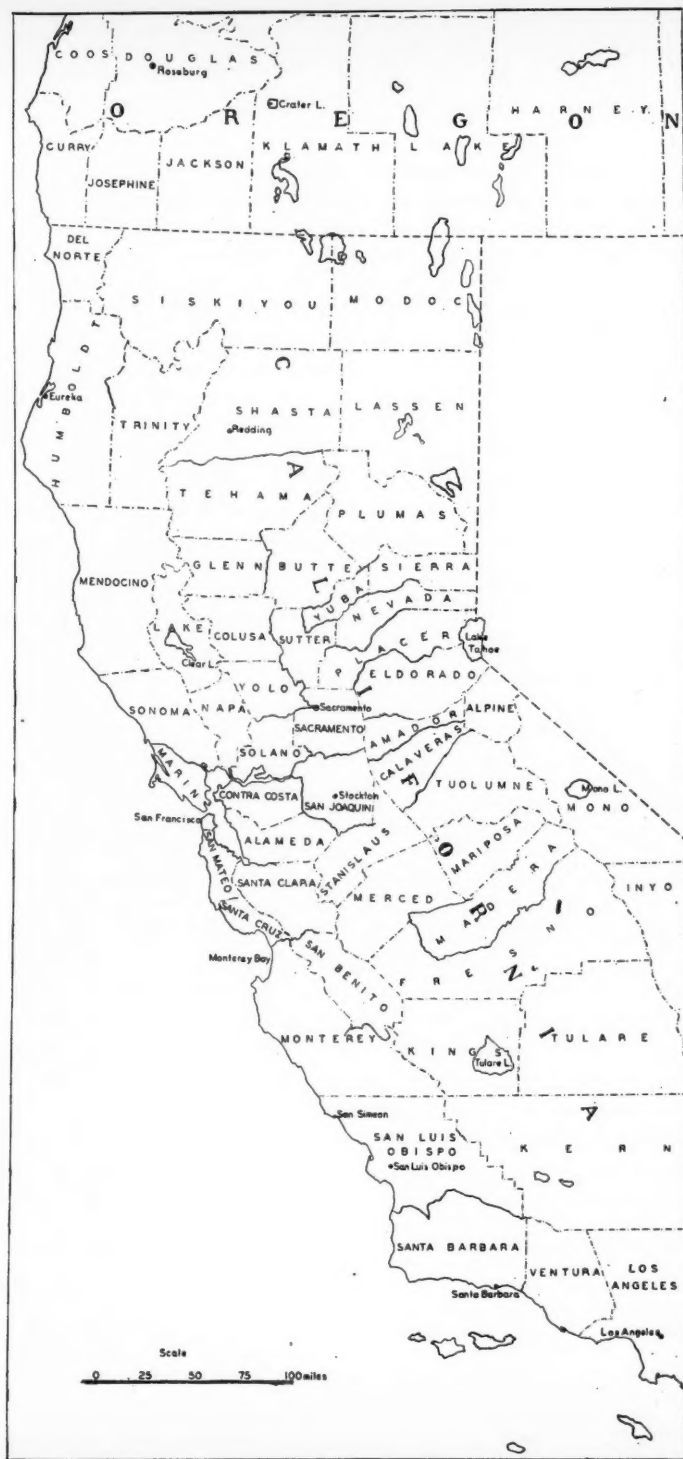 COOS DOUGLAS
Roseburg
Crater L.
HARNEY
OREGON
CURRY
JOSEPHINE
JACKSON
KLAMATH
LAKE
DEL
NORTE
SISKIYOU
MODOC
HUMBOLDT
Eureka
TRINITY
SHASTA
Redding
LASSEN
CALIFORNIA
TEHAMA
PLUMAS
MENDOCINO
GLENN
BUTTE
SIERRA
YUBA
NEVADA
LAKE
Clear L.
COLUSA
SUTTER
PLACER
Lake
Tahoe
ELDORADO
SONOMA
NAPA
YOLO
Sacramento
SACRAMENTO
AMADOR
ALPINE
SOLANO
CALAVERAS
MARIN
CONTRA COSTA
Stockton
SAN JOAQUIN
TUOLUMNE
Mono L.
MONO
San Francisco
ALAMEDA
STANISLAUS
MARIPOSA
SAN MATEO
SANTA CLARA
MERCED
MADERA
INYO
SANTA CRUZ
Monterey Bay
SAN BENITO
FRESNO
MONTEREY
KINGS
Tulare L.
TULARE
San Simeon
SAN LUIS
OBISPO
San Luis Obispo
KERN
SANTA BARBARA
Santa Barbara
VENTURA
LOS
ANGELES
Los Angeles
Scale
0 25 50 75 100 miles